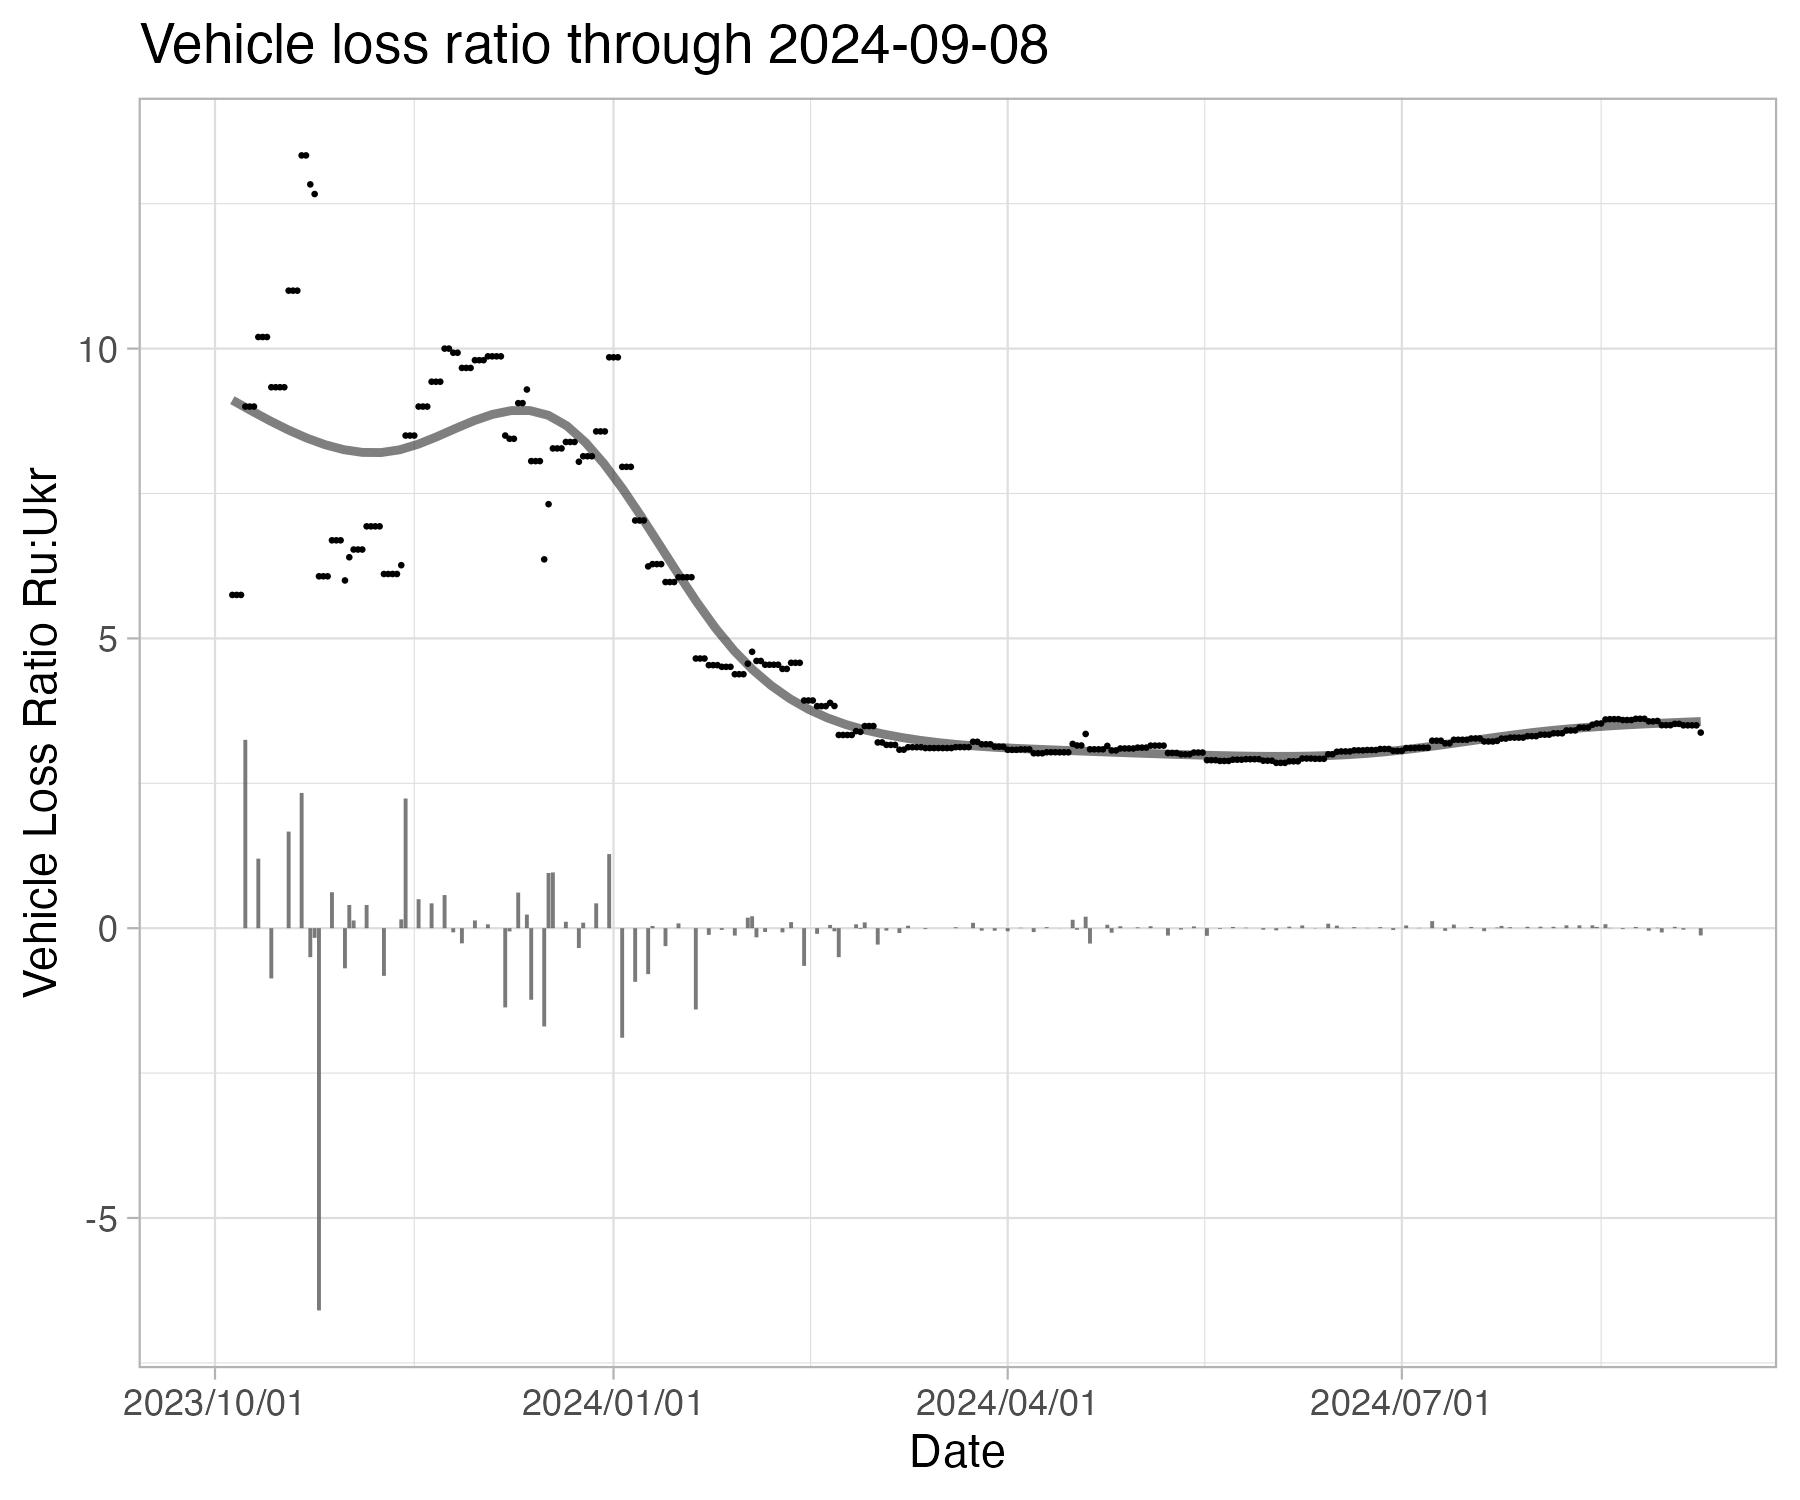 Vehicle loss ratio through 2024-09-08
Vehicle Loss Ratio Ru:Ukr
10
5
0
-5
2023/10/01
2024/01/01
2024/04/01
2024/07/01
Date